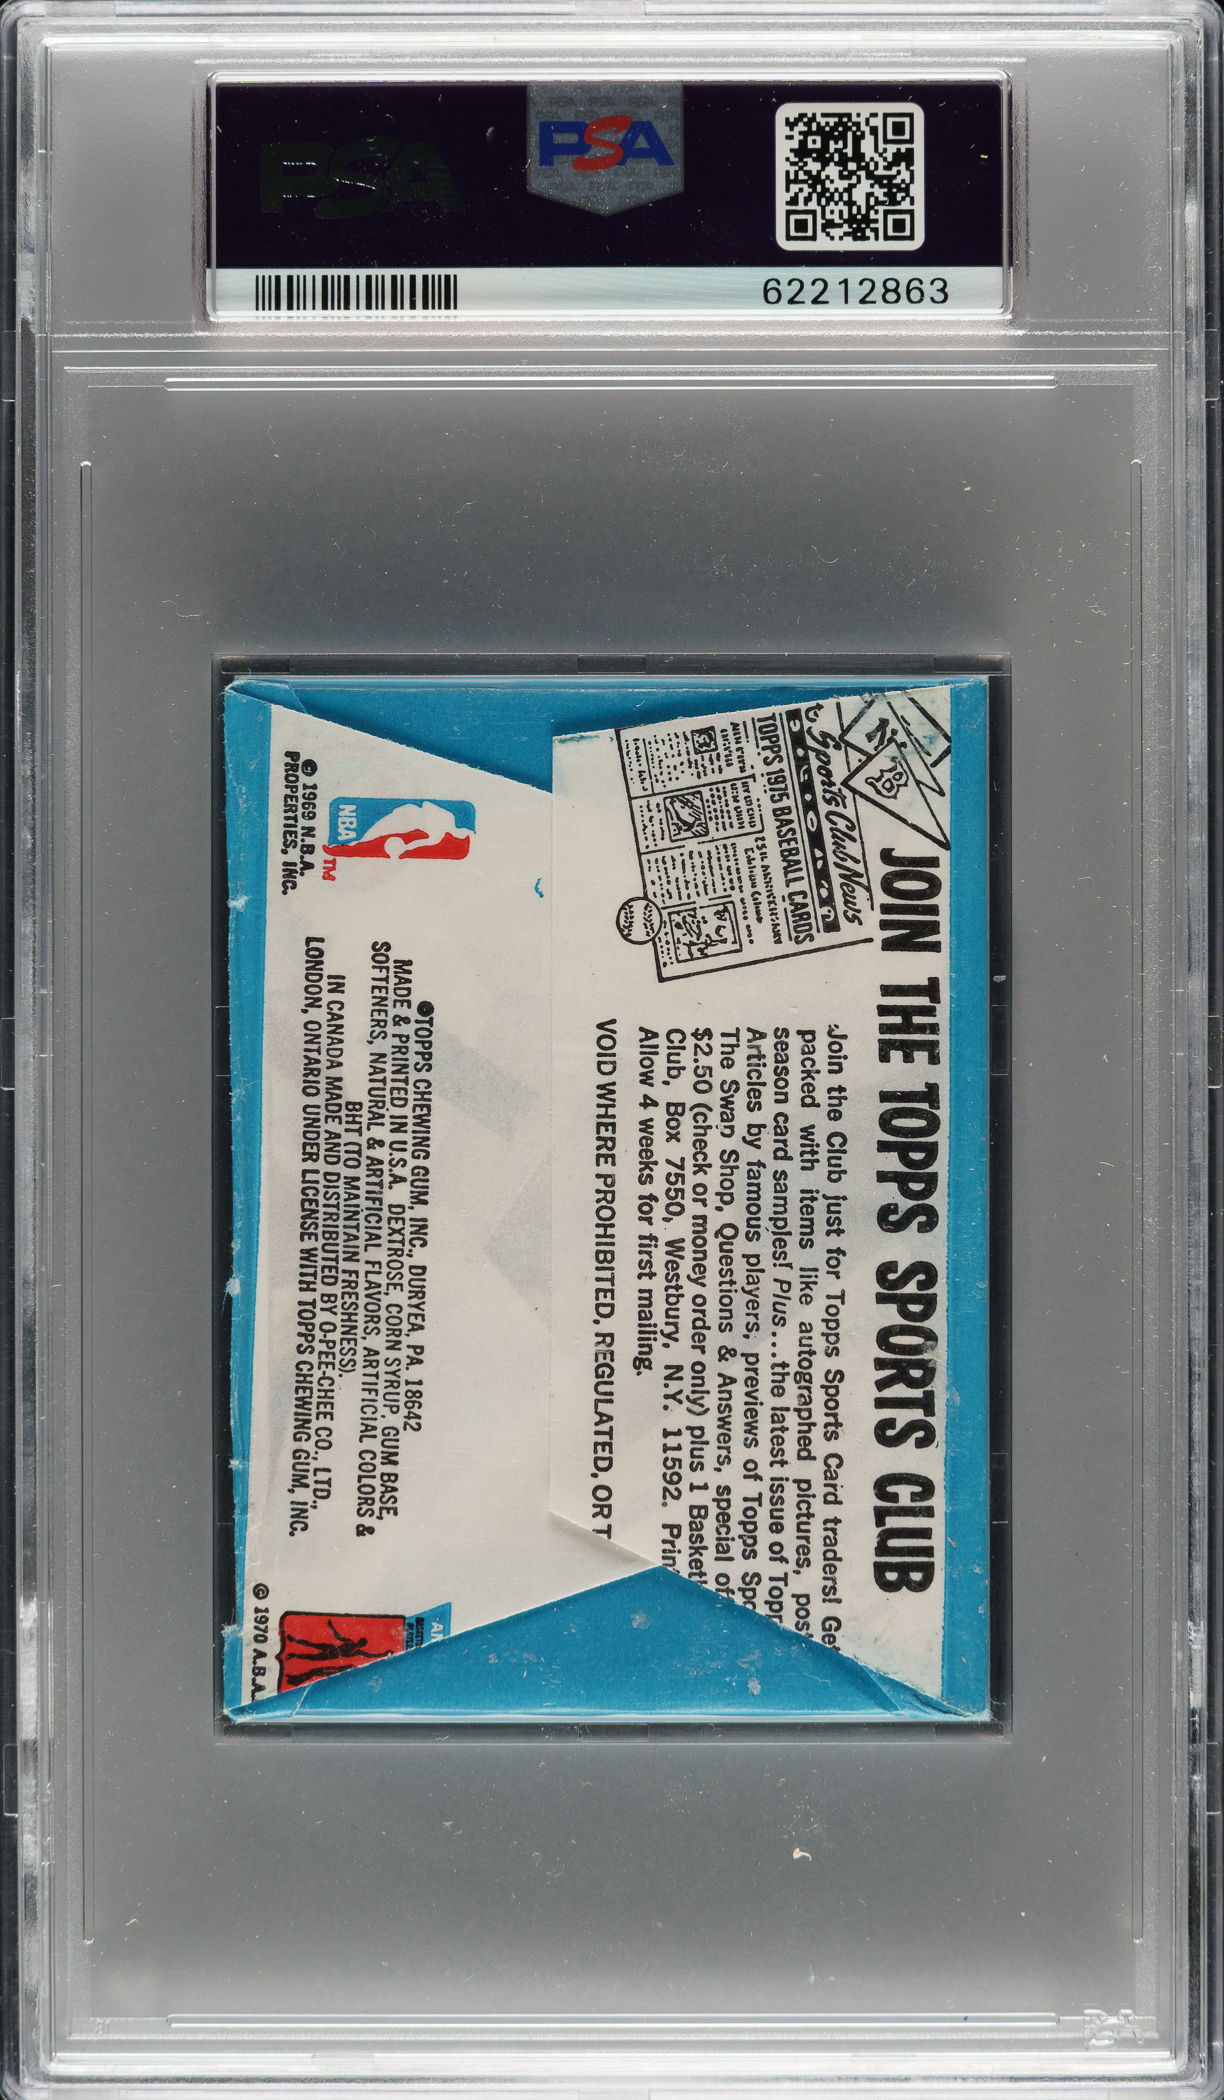 PSA
PSA
62212863
JOIN THE TOPPS SPORTS CLUB
Sports Club News
TOPPS 1975 BASEBALL CARDS
Join the Club just for Topps Sports Card traders! Get
packed with items like autographed pictures, pos
season card samples! Plus...the latest issue of Topp
Articles by famous players; previews of Topps Spo
The Swap Shop, Questions & Answers, special of
$2.50 (check or money order only) plus 1 Basket
Club, Box 7550, Westbury, N.Y. 11592. Prin
Allow 4 weeks for first mailing.
VOID WHERE PROHIBITED, REGULATED, OR T
NBA
TM
© 1969 N.B.A.
PROPERTIES, INC.
©TOPPS CHEWING GUM, INC., DURYEA, PA. 18642
MADE & PRINTED IN U.S.A. DEXTROSE, CORN SYRUP, GUM BASE,
SOFTENERS, NATURAL & ARTIFICIAL FLAVORS, ARTIFICIAL COLORS &
BHT (TO MAINTAIN FRESHNESS).
IN CANADA MADE AND DISTRIBUTED BY O-PEE-CHEE CO., LTD.,
LONDON, ONTARIO UNDER LICENSE WITH TOPPS CHEWING GUM, INC.
© 1970 A.B.A.